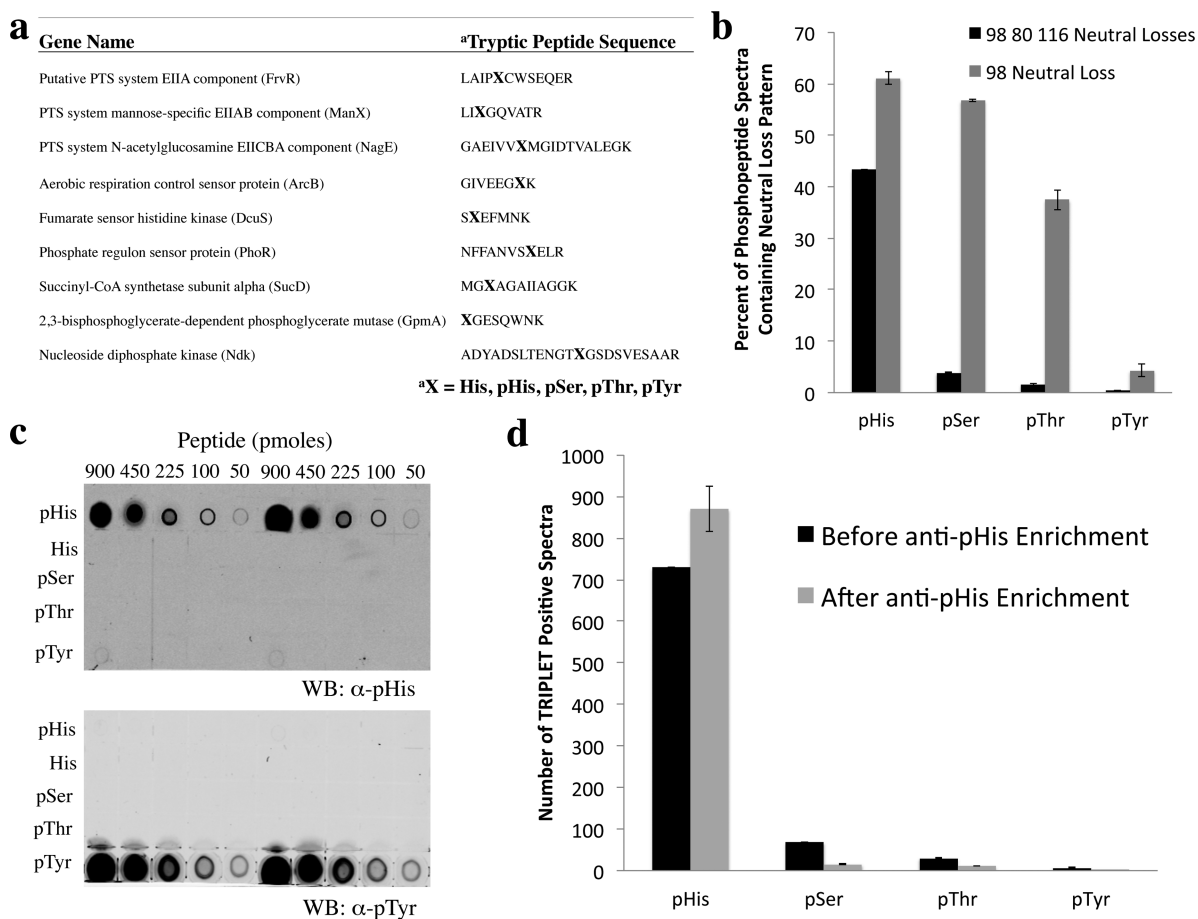 a
Gene Name aTryptic Peptide Sequence
Putative PTS system EIIA component (FrvR) LAIPXCWSEQER
PTS system mannose-specific EIIAB component (ManX) LIXGQVATR
PTS system N-acetylglucosamine EIICBA component (NagE) GAEIVVXMGIDTVALEGK
Aerobic respiration control sensor protein (ArcB) GIVEEGXK
Fumarate sensor histidine kinase (DcuS) SXEFMNK
Phosphate regulon sensor protein (PhoR) NFFANVSXELR
Succinyl-CoA synthetase subunit alpha (SucD) MGXAGAIIAGGK
2,3-bisphosphoglycerate-dependent phosphoglycerate mutase (GpmA) XGESQWNK
Nucleoside diphosphate kinase (Ndk) ADYADSLTENGTXGSDSVESAAR
aX = His, pHis, pSer, pThr, pTyr
b
Percent of Phosphopeptide Spectra
Containing Neutral Loss Pattern
70
60
50
40
30
20
10
0
98 80 116 Neutral Losses
98 Neutral Loss
pHis pSer pThr pTyr
c
Peptide (pmoles)
900 450 225 100 50 900 450 225 100 50
pHis
His
pSer
pThr
pTyr
WB: α-pHis
pHis
His
pSer
pThr
pTyr
WB: α-pTyr
d
Number of TRIPLET Positive Spectra
1000
900
800
700
600
500
400
300
200
100
0
Before anti-pHis Enrichment
After anti-pHis Enrichment
pHis pSer pThr pTyr